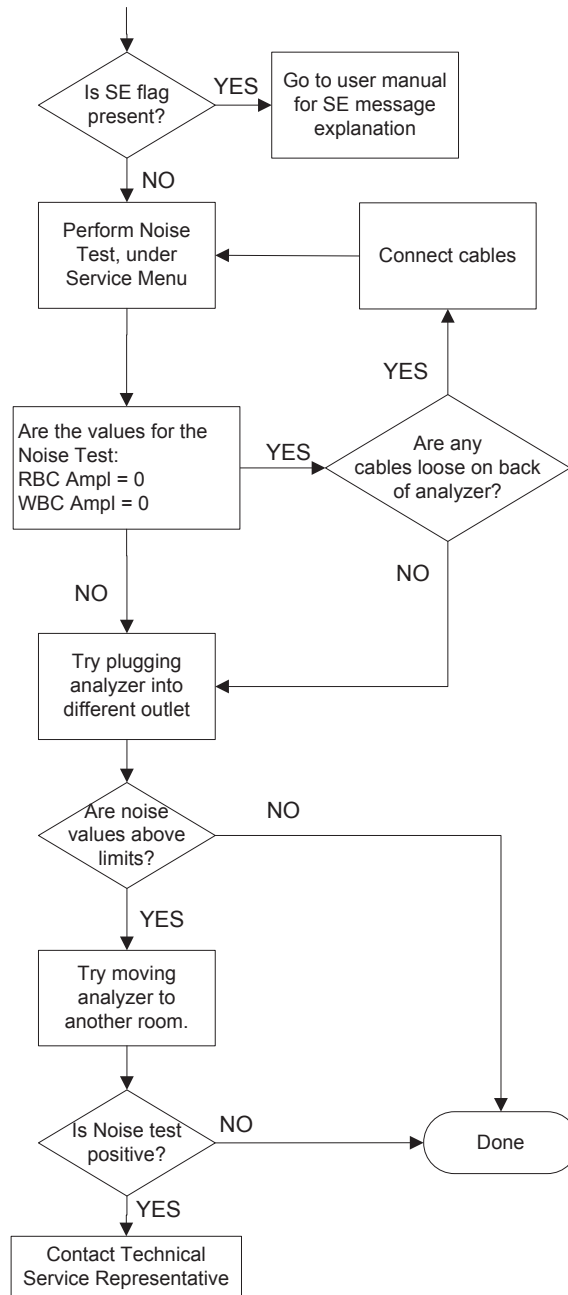 Is SE flag
present?
YES
Go to user manual
for SE message
explanation
NO
Perform Noise
Test, under
Service Menu
Connect cables
YES
Are the values for the
Noise Test:
RBC Ampl = 0
WBC Ampl = 0
YES
Are any
cables loose on back
of analyzer?
NO
NO
Try plugging
analyzer into
different outlet
Are noise
values above
limits?
NO
YES
Try moving
analyzer to
another room.
Is Noise test
positive?
NO
Done
YES
Contact Technical
Service Representative